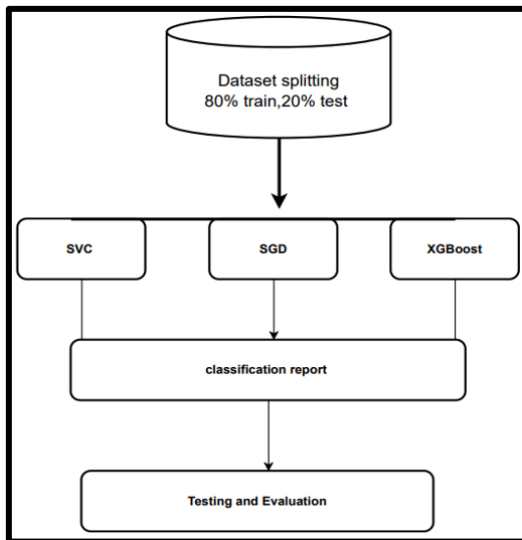 Dataset splitting
80% train,20% test
SVC
SGD
XGBoost
classification report
Testing and Evaluation